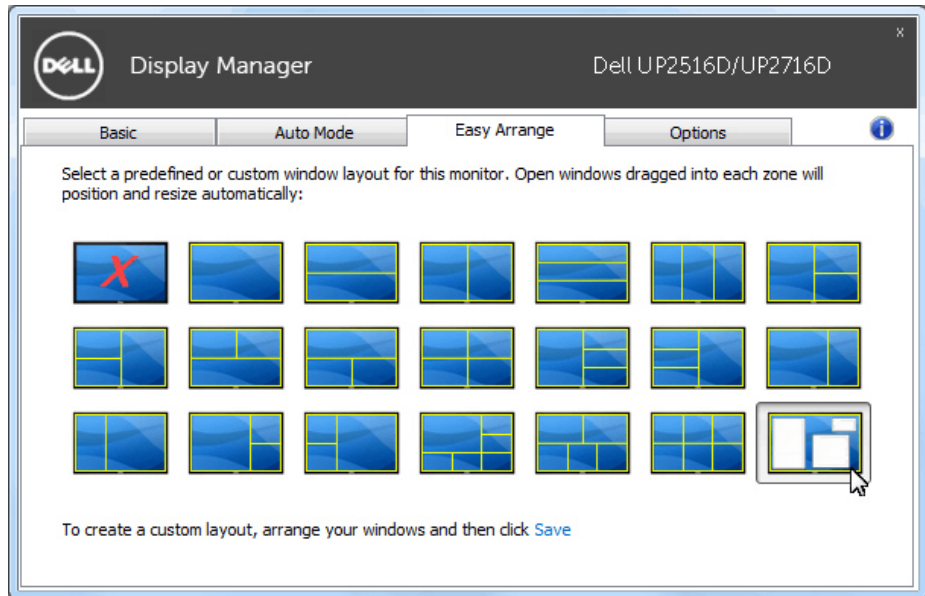 x
DELL
Display Manager
Dell UP2516D/UP2716D
Basic
Auto Mode
Easy Arrange
Options
i
Select a predefined or custom window layout for this monitor. Open windows dragged into each zone will
position and resize automatically:
X
To create a custom layout, arrange your windows and then click Save